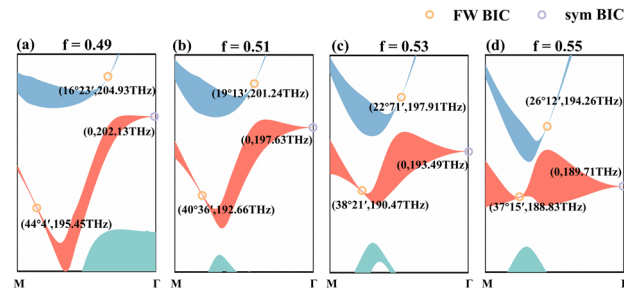 FW BIC sym BIC
(a) f = 0.49
(16°23′,204.93THz)
(0,202.13THz)
(44°4′,195.45THz)
M Γ
(b) f = 0.51
(19°13′,201.24THz)
(0,197.63THz)
(40°36′,192.66THz)
M Γ
(c) f = 0.53
(22°71′,197.91THz)
(0,193.49THz)
(38°21′,190.47THz)
M Γ
(d) f = 0.55
(26°12′,194.26THz)
(0,189.71THz)
(37°15′,188.83THz)
M Γ